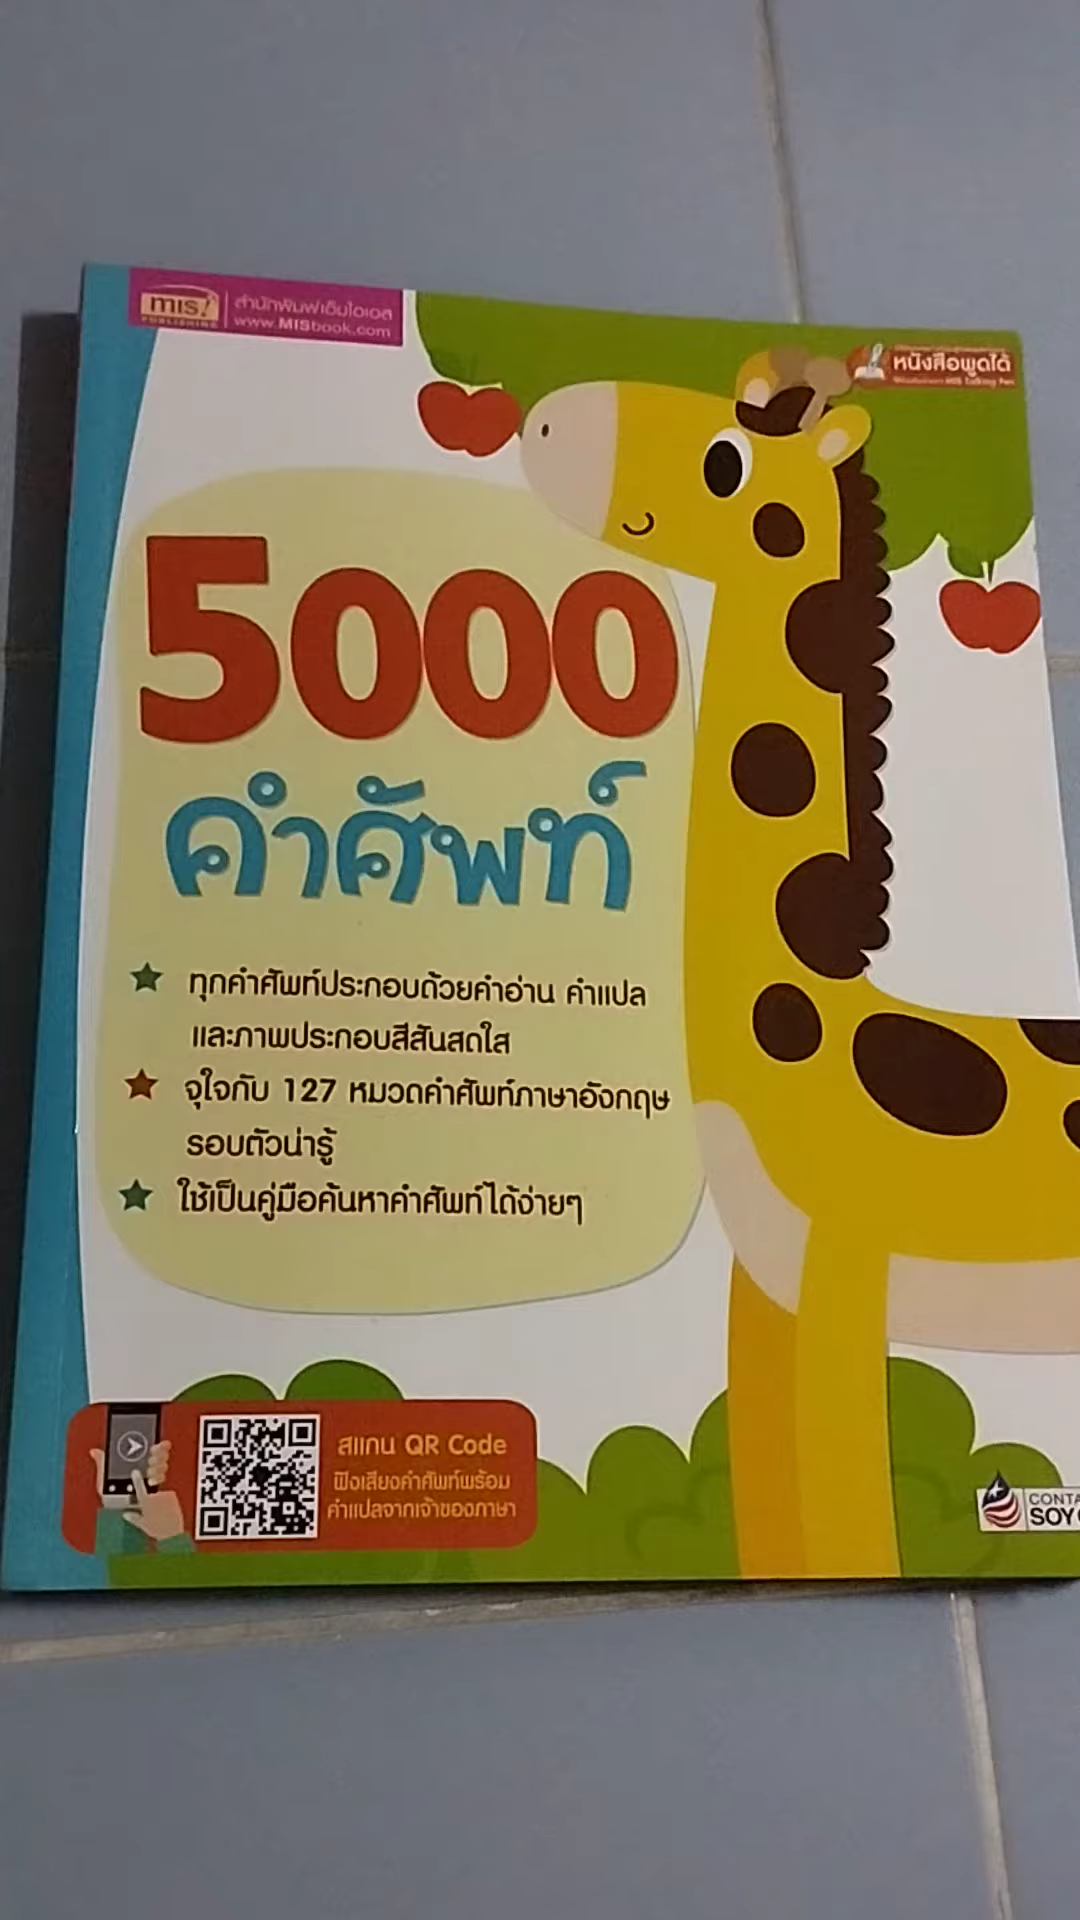 mis!
PUBLISHING
สำนักพิมพ์เอ็มไอเอส
www.MISbook.com
หนังสือพูดได้
MIS Talking Pen
5000
คำศัพท์
ทุกคำศัพท์ประกอบด้วยคำอ่าน คำแปล
และภาพประกอบสีสันสดใส
จุใจกับ 127 หมวดคำศัพท์ภาษาอังกฤษ
รอบตัวน่ารู้
ใช้เป็นคู่มือค้นหาคำศัพท์ได้ง่ายๆ
สแกน QR Code
ฟังเสียงคำศัพท์พร้อม
คำแปลจากเจ้าของภาษา
CONTA
SOY